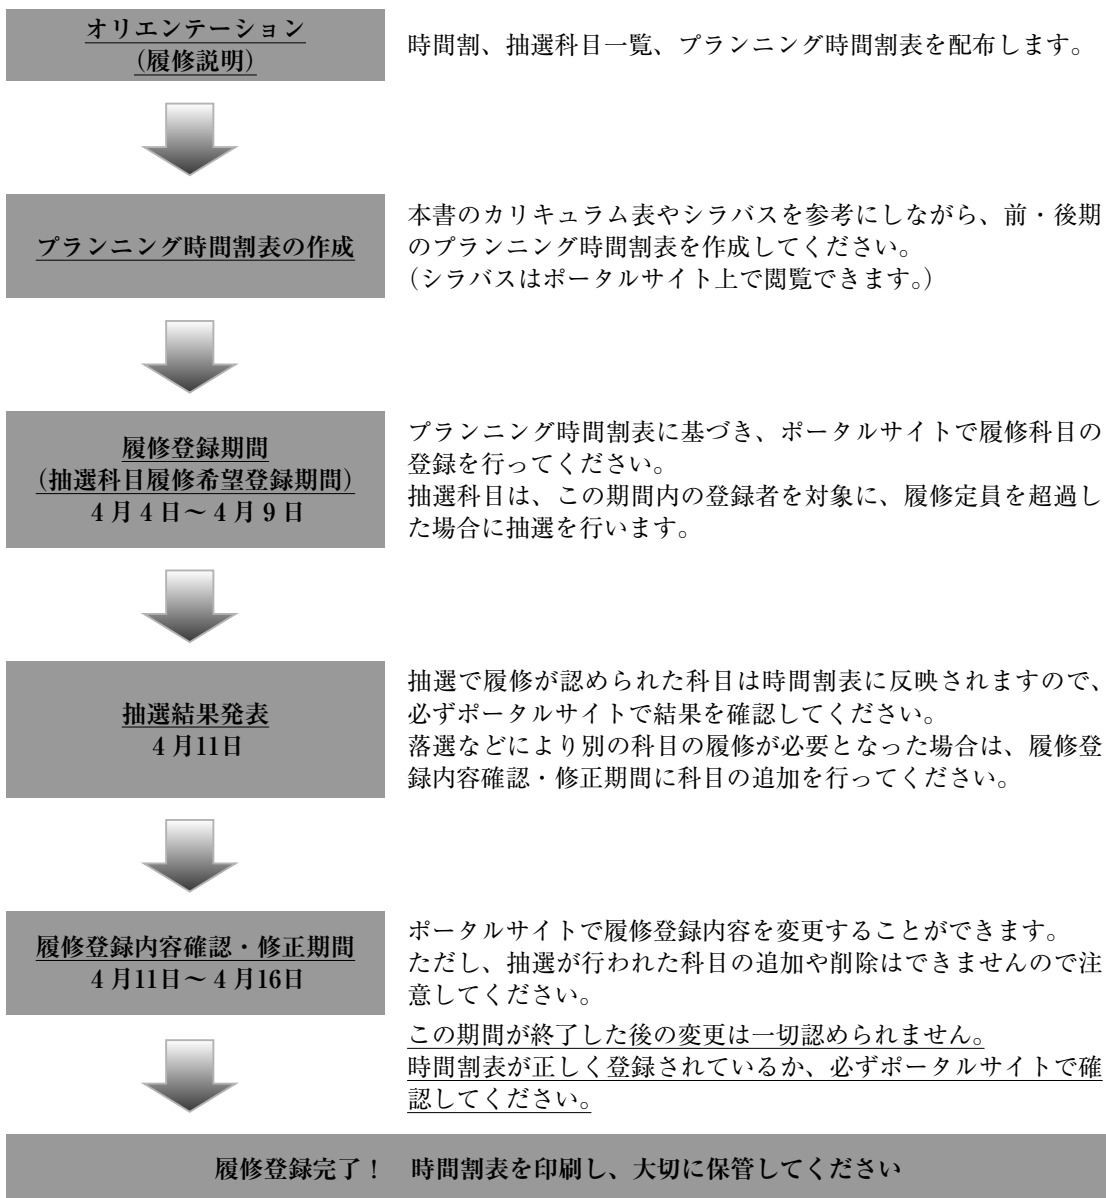 オリエンテーション
（履修説明）
時間割、抽選科目一覧、プランニング時間割表を配布します。
プランニング時間割表の作成
本書のカリキュラム表やシラバスを参考にしながら、前・後期
のプランニング時間割表を作成してください。
（シラバスはポータルサイト上で閲覧できます。）
履修登録期間
（抽選科目履修希望登録期間）
４月４日～４月９日
プランニング時間割表に基づき、ポータルサイトで履修科目の
登録を行ってください。
抽選科目は、この期間内の登録者を対象に、履修定員を超過し
た場合に抽選を行います。
抽選結果発表
４月11日
抽選で履修が認められた科目は時間割表に反映されますので、
必ずポータルサイトで結果を確認してください。
落選などにより別の科目の履修が必要となった場合は、履修登
録内容確認・修正期間に科目の追加を行ってください。
履修登録内容確認・修正期間
４月11日～４月16日
ポータルサイトで履修登録内容を変更することができます。
ただし、抽選が行われた科目の追加や削除はできませんので注
意してください。
この期間が終了した後の変更は一切認められません。
時間割表が正しく登録されているか、必ずポータルサイトで確
認してください。
履修登録完了！　時間割表を印刷し、大切に保管してください